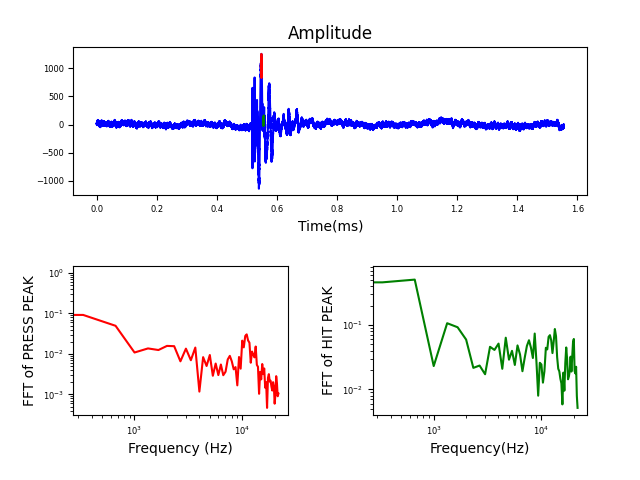 Amplitude
1000
500
0
−500
−1000
0.0 0.2 0.4 0.6 0.8 1.0 1.2 1.4 1.6
Time(ms)
FFT of PRESS PEAK
10⁰
10⁻¹
10⁻²
10⁻³
10³ 10⁴
Frequency (Hz)
FFT of HIT PEAK
10⁻¹
10⁻²
10³ 10⁴
Frequency(Hz)